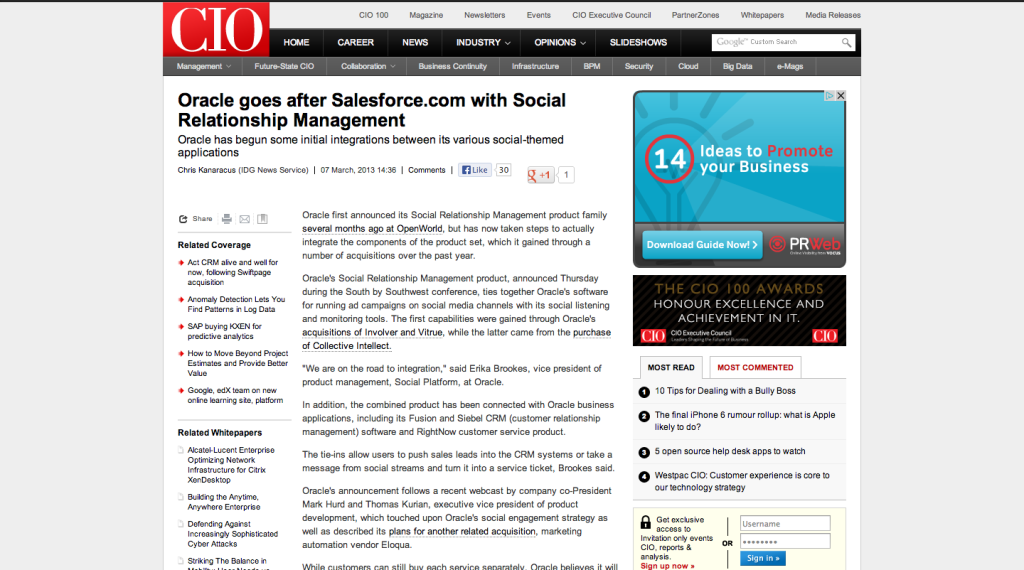 CIO 100 Magazine Newsletters Events CIO Executive Council PartnerZones Whitepapers Media Releases
CIO
HOME CAREER NEWS INDUSTRY OPINIONS SLIDESHOWS
Google™ Custom Search
Management Future-State CIO Collaboration Business Continuity Infrastructure BPM Security Cloud Big Data e-Mags
Oracle goes after Salesforce.com with Social
Relationship Management
Oracle has begun some initial integrations between its various social-themed
applications
Chris Kanaracus (IDG News Service) | 07 March, 2013 14:36 | Comments | Like 30 +1 1
Share
Related Coverage
Act CRM alive and well for
now, following Swiftpage
acquisition
Anomaly Detection Lets You
Find Patterns in Log Data
SAP buying KXEN for
predictive analytics
How to Move Beyond Project
Estimates and Provide Better
Value
Google, edX team on new
online learning site, platform
Related Whitepapers
Alcatel-Lucent Enterprise
Optimizing Network
Infrastructure for Citrix
XenDesktop
Building the Anytime,
Anywhere Enterprise
Defending Against
Increasingly Sophisticated
Cyber Attacks
Striking The Balance in
Oracle first announced its Social Relationship Management product family
several months ago at OpenWorld, but has now taken steps to actually
integrate the components of the product set, which it gained through a
number of acquisitions over the past year.
Oracle's Social Relationship Management product, announced Thursday
during the South by Southwest conference, ties together Oracle's software
for running ad campaigns on social media channels with its social listening
and monitoring tools. The first capabilities were gained through Oracle's
acquisitions of Involver and Vitrue, while the latter came from the purchase
of Collective Intellect.
"We are on the road to integration," said Erika Brookes, vice president of
product management, Social Platform, at Oracle.
In addition, the combined product has been connected with Oracle business
applications, including its Fusion and Siebel CRM (customer relationship
management) software and RightNow customer service product.
The tie-ins allow users to push sales leads into the CRM systems or take a
message from social streams and turn it into a service ticket, Brookes said.
Oracle's announcement follows a recent webcast by company co-President
Mark Hurd and Thomas Kurian, executive vice president of product
development, which touched upon Oracle's social engagement strategy as
well as described its plans for another related acquisition, marketing
automation vendor Eloqua.
While customers can still buy each service separately, Oracle believes it will
14 Ideas to Promote
your Business
Download Guide Now! PRWeb
THE CIO 100 AWARDS
HONOUR EXCELLENCE AND
ACHIEVEMENT IN IT.
CIO CIO Executive Council CIO
Leaders Shaping the Future of Business
MOST READ MOST COMMENTED
1 10 Tips for Dealing with a Bully Boss
2 The final iPhone 6 rumour rollup: what is Apple
likely to do?
3 5 open source help desk apps to watch
4 Westpac CIO: Customer experience is core to
our technology strategy
Get exclusive
access to
Invitation only events
CIO, reports &
analysis.
Sign up now »
OR
Username
••••••••
Sign in »